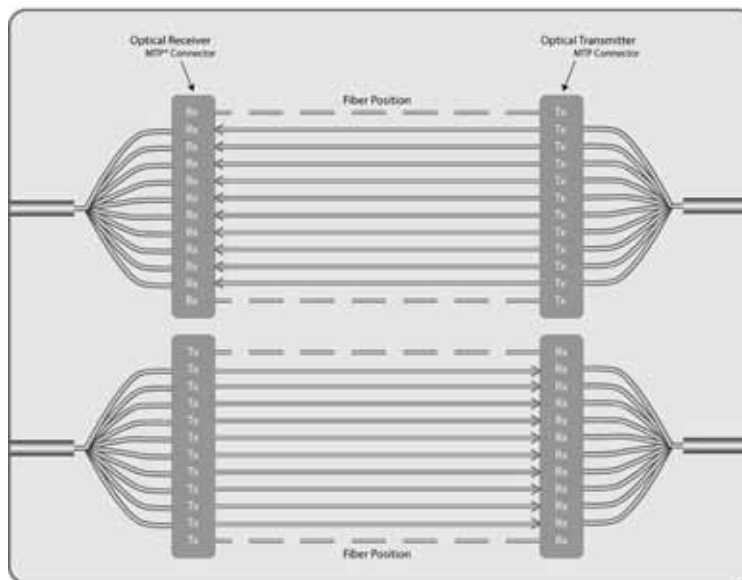 Optical Receiver
MTP® Connector
Optical Transmitter
MTP Connector
Fiber Position
Rx Tx
Rx Tx
Rx Tx
Rx Tx
Rx Tx
Rx Tx
Rx Tx
Rx Tx
Rx Tx
Rx Tx
Rx Tx
Rx Tx
Tx Rx
Tx Rx
Tx Rx
Tx Rx
Tx Rx
Tx Rx
Tx Rx
Tx Rx
Tx Rx
Tx Rx
Tx Rx
Tx Rx
Fiber Position